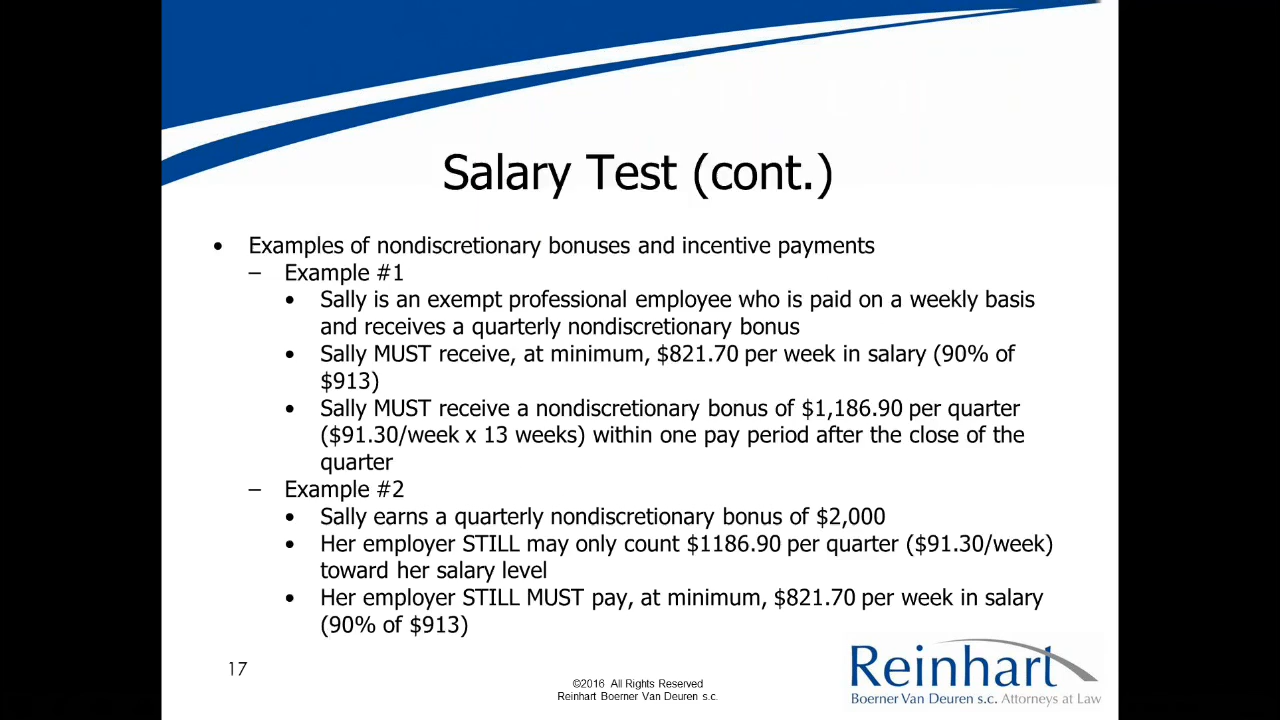 Salary Test (cont.)
• Examples of nondiscretionary bonuses and incentive payments
– Example #1
• Sally is an exempt professional employee who is paid on a weekly basis
and receives a quarterly nondiscretionary bonus
• Sally MUST receive, at minimum, $821.70 per week in salary (90% of
$913)
• Sally MUST receive a nondiscretionary bonus of $1,186.90 per quarter
($91.30/week x 13 weeks) within one pay period after the close of the
quarter
– Example #2
• Sally earns a quarterly nondiscretionary bonus of $2,000
• Her employer STILL may only count $1186.90 per quarter ($91.30/week)
toward her salary level
• Her employer STILL MUST pay, at minimum, $821.70 per week in salary
(90% of $913)
17
©2016 All Rights Reserved
Reinhart Boerner Van Deuren s.c.
Reinhart
Boerner Van Deuren s.c. Attorneys at Law